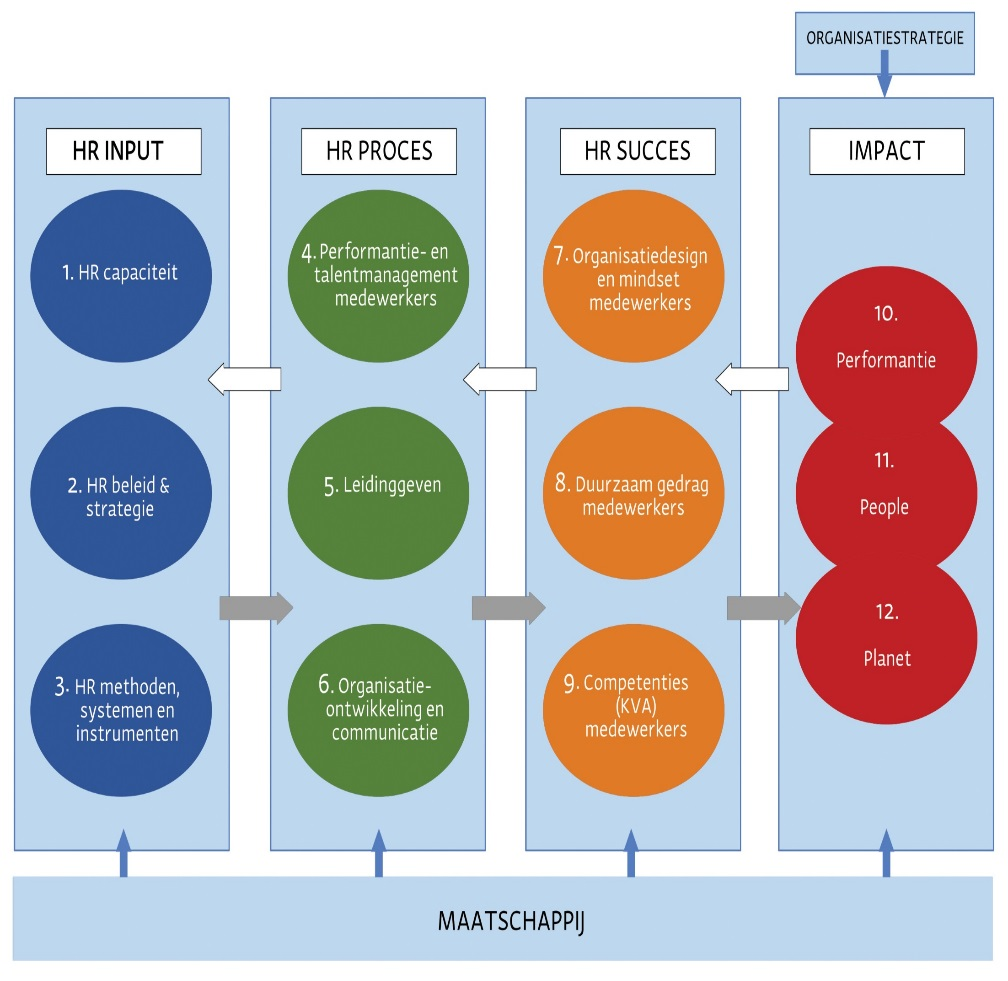 ORGANISATIESTRATEGIE
HR INPUT
1. HR capaciteit
2. HR beleid &
strategie
3. HR methoden,
systemen en
instrumenten
HR PROCES
4. Performantie- en
talentmanagement
medewerkers
5. Leidinggeven
6. Organisatie-
ontwikkeling en
communicatie
HR SUCCES
7. Organisatiedesign
en mindset
medewerkers
8. Duurzaam gedrag
medewerkers
9. Competenties
(KVA)
medewerkers
IMPACT
10.
Performantie
11.
People
12.
Planet
MAATSCHAPPIJ